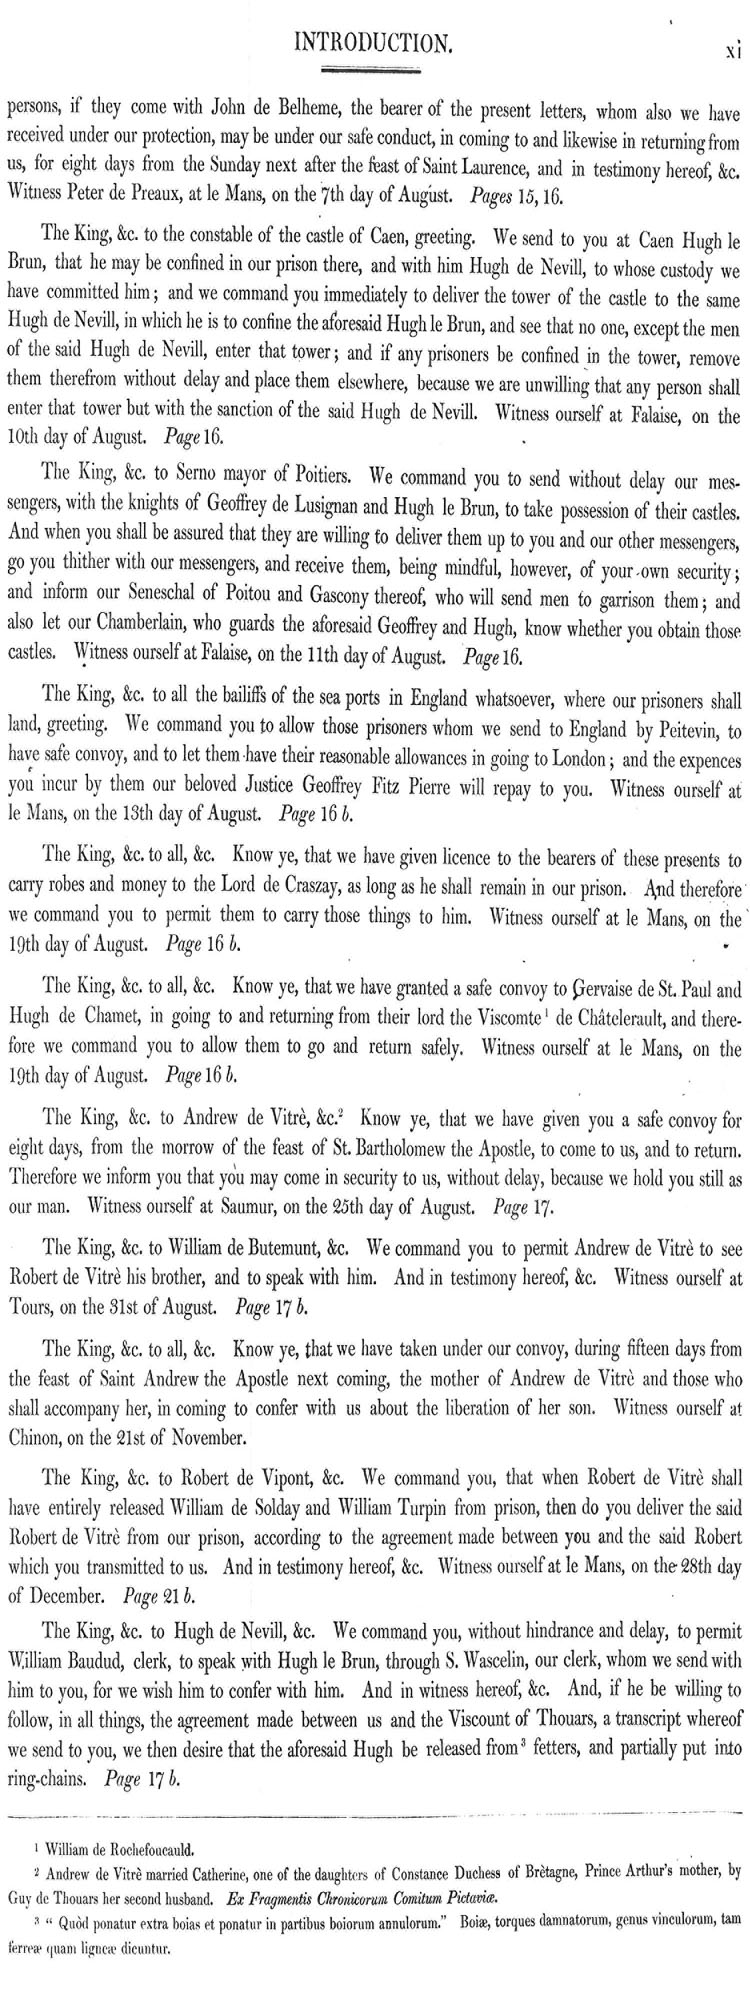 INTRODUCTION. xi
persons, if they come with John de Belheme, the bearer of the present letters, whom also we have
received under our protection, may be under our safe conduct, in coming to and likewise in returning from
us, for eight days from the Sunday next after the feast of Saint Laurence, and in testimony hereof, &c.
Witness Peter de Preaux, at le Mans, on the 7th day of August. Pages 15, 16.
The King, &c. to the constable of the castle of Caen, greeting. We send to you at Caen Hugh le
Brun, that he may be confined in our prison there, and with him Hugh de Nevill, to whose custody we
have committed him; and we command you immediately to deliver the tower of the castle to the same
Hugh de Nevill, in which he is to confine the aforesaid Hugh le Brun, and see that no one, except the men
of the said Hugh de Nevill, enter that tower; and if any prisoners be confined in the tower, remove
them therefrom without delay and place them elsewhere, because we are unwilling that any person shall
enter that tower but with the sanction of the said Hugh de Nevill. Witness ourself at Falaise, on the
10th day of August. Page 16.
The King, &c. to Serno mayor of Poitiers. We command you to send without delay our mes-
sengers, with the knights of Geoffrey de Lusignan and Hugh le Brun, to take possession of their castles.
And when you shall be assured that they are willing to deliver them up to you and our other messengers,
go you thither with our messengers, and receive them, being mindful, however, of your own security;
and inform our Seneschal of Poitou and Gascony thereof, who will send men to garrison them; and
also let our Chamberlain, who guards the aforesaid Geoffrey and Hugh, know whether you obtain those
castles. Witness ourself at Falaise, on the 11th day of August. Page 16.
The King, &c. to all the bailiffs of the sea ports in England whatsoever, where our prisoners shall
land, greeting. We command you to allow those prisoners whom we send to England by Peitevin, to
have safe convoy, and to let them have their reasonable allowances in going to London; and the expences
you incur by them our beloved Justice Geoffrey Fitz Pierre will repay to you. Witness ourself at
le Mans, on the 13th day of August. Page 16 b.
The King, &c. to all, &c. Know ye, that we have given licence to the bearers of these presents to
carry robes and money to the Lord de Craszay, as long as he shall remain in our prison. And therefore
we command you to permit them to carry those things to him. Witness ourself at le Mans, on the
19th day of August. Page 16 b.
The King, &c. to all, &c. Know ye, that we have granted a safe convoy to Gervaise de St. Paul and
Hugh de Chamet, in going to and returning from their lord the Viscomte¹ de Châtelerault, and there-
fore we command you to allow them to go and return safely. Witness ourself at le Mans, on the
19th day of August. Page 16 b.
The King, &c. to Andrew de Vitrè, &c.² Know ye, that we have given you a safe convoy for
eight days, from the morrow of the feast of St. Bartholomew the Apostle, to come to us, and to return.
Therefore we inform you that you may come in security to us, without delay, because we hold you still as
our man. Witness ourself at Saumur, on the 25th day of August. Page 17.
The King, &c. to William de Butemunt, &c. We command you to permit Andrew de Vitrè to see
Robert de Vitrè his brother, and to speak with him. And in testimony hereof, &c. Witness ourself at
Tours, on the 31st of August. Page 17 b.
The King, &c. to all, &c. Know ye, that we have taken under our convoy, during fifteen days from
the feast of Saint Andrew the Apostle next coming, the mother of Andrew de Vitrè and those who
shall accompany her, in coming to confer with us about the liberation of her son. Witness ourself at
Chinon, on the 21st of November.
The King, &c. to Robert de Vipont, &c. We command you, that when Robert de Vitrè shall
have entirely released William de Solday and William Turpin from prison, then do you deliver the said
Robert de Vitrè from our prison, according to the agreement made between you and the said Robert
which you transmitted to us. And in testimony hereof, &c. Witness ourself at le Mans, on the 28th day
of December. Page 21 b.
The King, &c. to Hugh de Nevill, &c. We command you, without hindrance and delay, to permit
William Baudud, clerk, to speak with Hugh le Brun, through S. Wascelin, our clerk, whom we send with
him to you, for we wish him to confer with him. And in witness hereof, &c. And, if he be willing to
follow, in all things, the agreement made between us and the Viscount of Thouars, a transcript whereof
we send to you, we then desire that the aforesaid Hugh be released from³ fetters, and partially put into
ring-chains. Page 17 b.
¹ William de Rochefoucauld.
² Andrew de Vitrè married Catherine, one of the daughters of Constance Duchess of Brètagne, Prince Arthur's mother, by
Guy de Thouars her second husband. Ex Fragmentis Chronicorum Comitum Pictaviæ.
³ "Quòd ponatur extra boias et ponatur in partibus boiorum annulorum." Boiæ, torques damnatorum, genus vinculorum, tam
ferreæ quam ligneæ dicuntur.